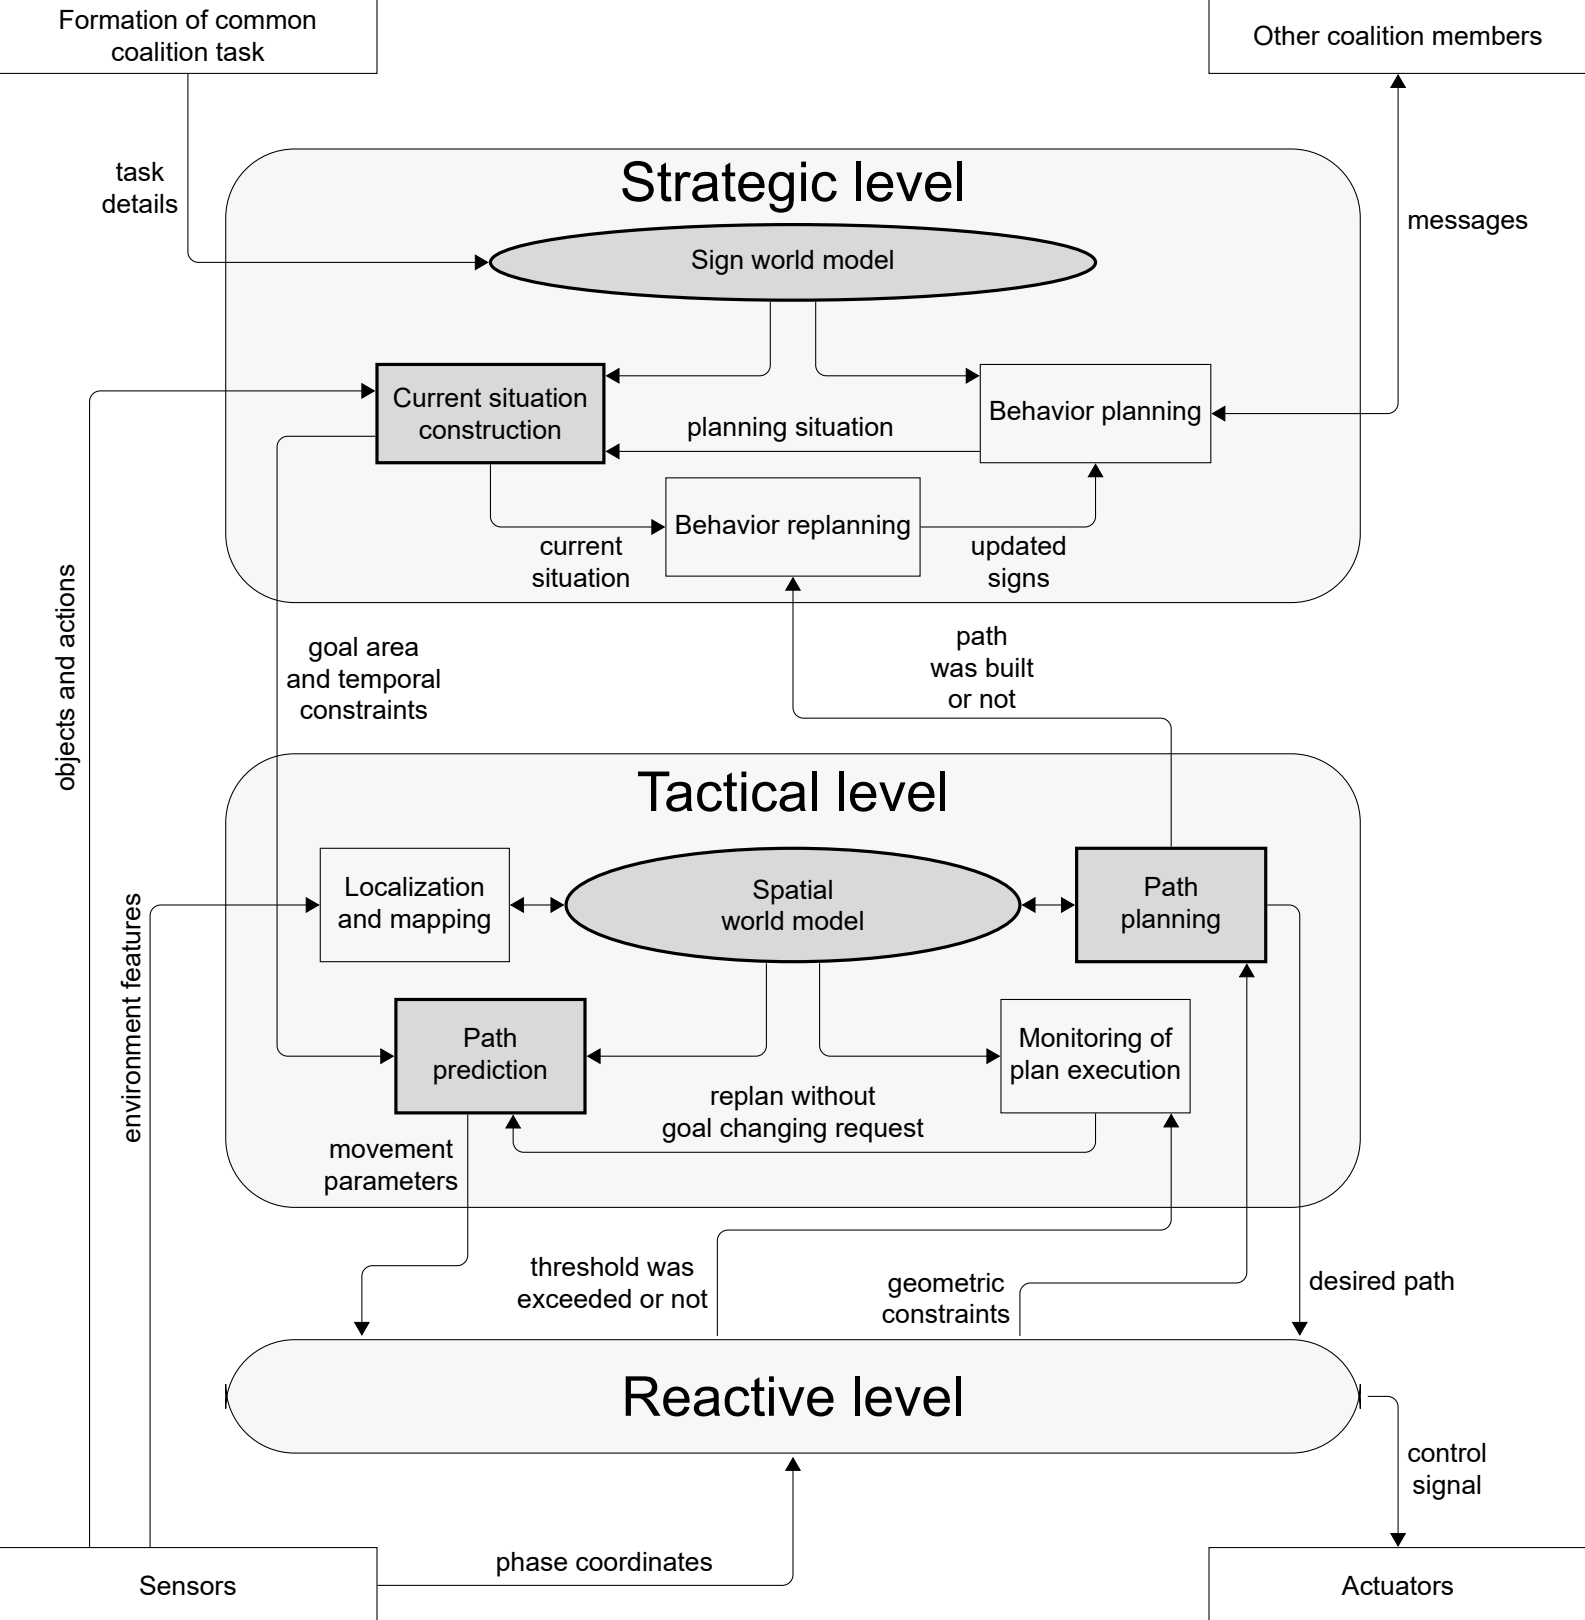 Formation of common
coalition task
Other coalition members
task
details
Strategic level
messages
Sign world model
Current situation
construction
Behavior planning
planning situation
Behavior replanning
current
situation
updated
signs
objects and actions
goal area
and temporal
constraints
path
was built
or not
Tactical level
Localization
and mapping
Spatial
world model
Path
planning
environment features
Path
prediction
Monitoring of
plan execution
replan without
goal changing request
movement
parameters
threshold was
exceeded or not
geometric
constraints
desired path
Reactive level
control
signal
phase coordinates
Sensors
Actuators